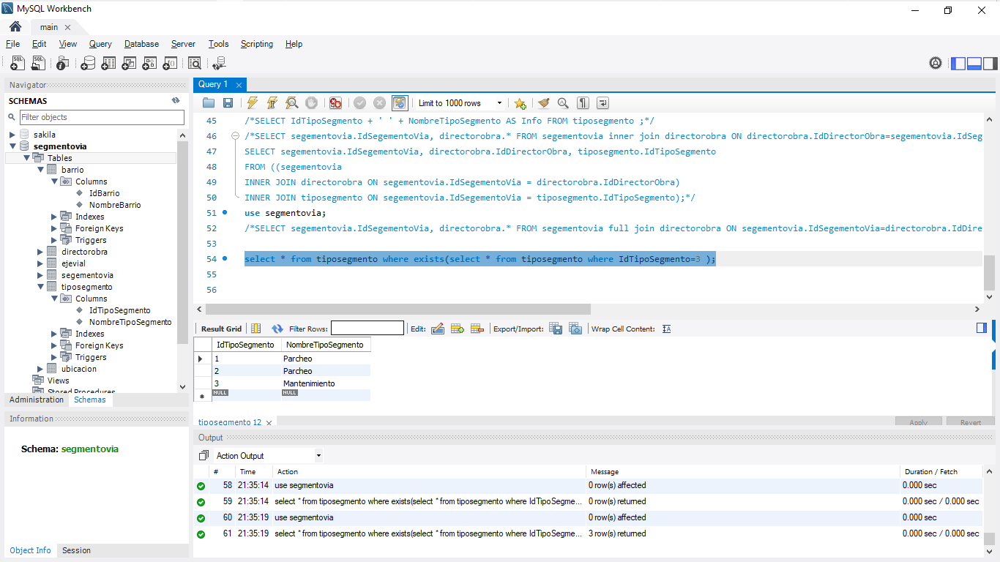 MySQL Workbench
main
File Edit View Query Database Server Tools Scripting Help
Navigator
SCHEMAS
Filter objects
sakila
segmentovia
Tables
barrio
Columns
IdBarrio
NombreBarrio
Indexes
Foreign Keys
Triggers
directorobra
ejevial
segementovia
tiposegmento
Columns
IdTipoSegmento
NombreTipoSegmento
Indexes
Foreign Keys
Triggers
ubicacion
Views
Stored Procedures
Administration Schemas
Information
Schema: segmentovia
Object Info Session
Query 1
Limit to 1000 rows
45 /*SELECT IdTipoSegmento + ' ' + NombreTipoSegmento AS Info FROM tiposegmento ;*/
46 /*SELECT segementovia.IdSegementoVia, directorobra.* FROM segementovia inner join directorobra ON directorobra.IdDirectorObra=segementovia.IdSeg
47 SELECT segementovia.IdSegementoVia, directorobra.IdDirectorObra, tiposegmento.IdTipoSegmento
48 FROM ((segementovia
49 INNER JOIN directorobra ON segementovia.IdSegementoVia = directorobra.IdDirectorObra)
50 INNER JOIN tiposegmento ON segementovia.IdSegementoVia = tiposegmento.IdTipoSegmento);*/
51 use segmentovia;
52 /*SELECT segementovia.IdSegementoVia, directorobra.* FROM segementovia full join directorobra ON segementovia.IdSegementoVia=directorobra.IdDire
53
54 select * from tiposegmento where exists(select * from tiposegmento where IdTipoSegmento=3 );
55
56
Result Grid Filter Rows: Edit: Export/Import: Wrap Cell Content:
IdTipoSegmento NombreTipoSegmento
1 Parcheo
2 Parcheo
3 Mantenimiento
NULL NULL
tiposegmento 12 Apply Revert
Output
Action Output
# Time Action Message Duration / Fetch
58 21:35:14 use segmentovia 0 row(s) affected 0.000 sec
59 21:35:14 select * from tiposegmento where exists(select * from tiposegmento where IdTipoSegme... 0 row(s) returned 0.000 sec / 0.000 sec
60 21:35:19 use segmentovia 0 row(s) affected 0.000 sec
61 21:35:19 select * from tiposegmento where exists(select * from tiposegmento where IdTipoSegme... 3 row(s) returned 0.000 sec / 0.000 sec